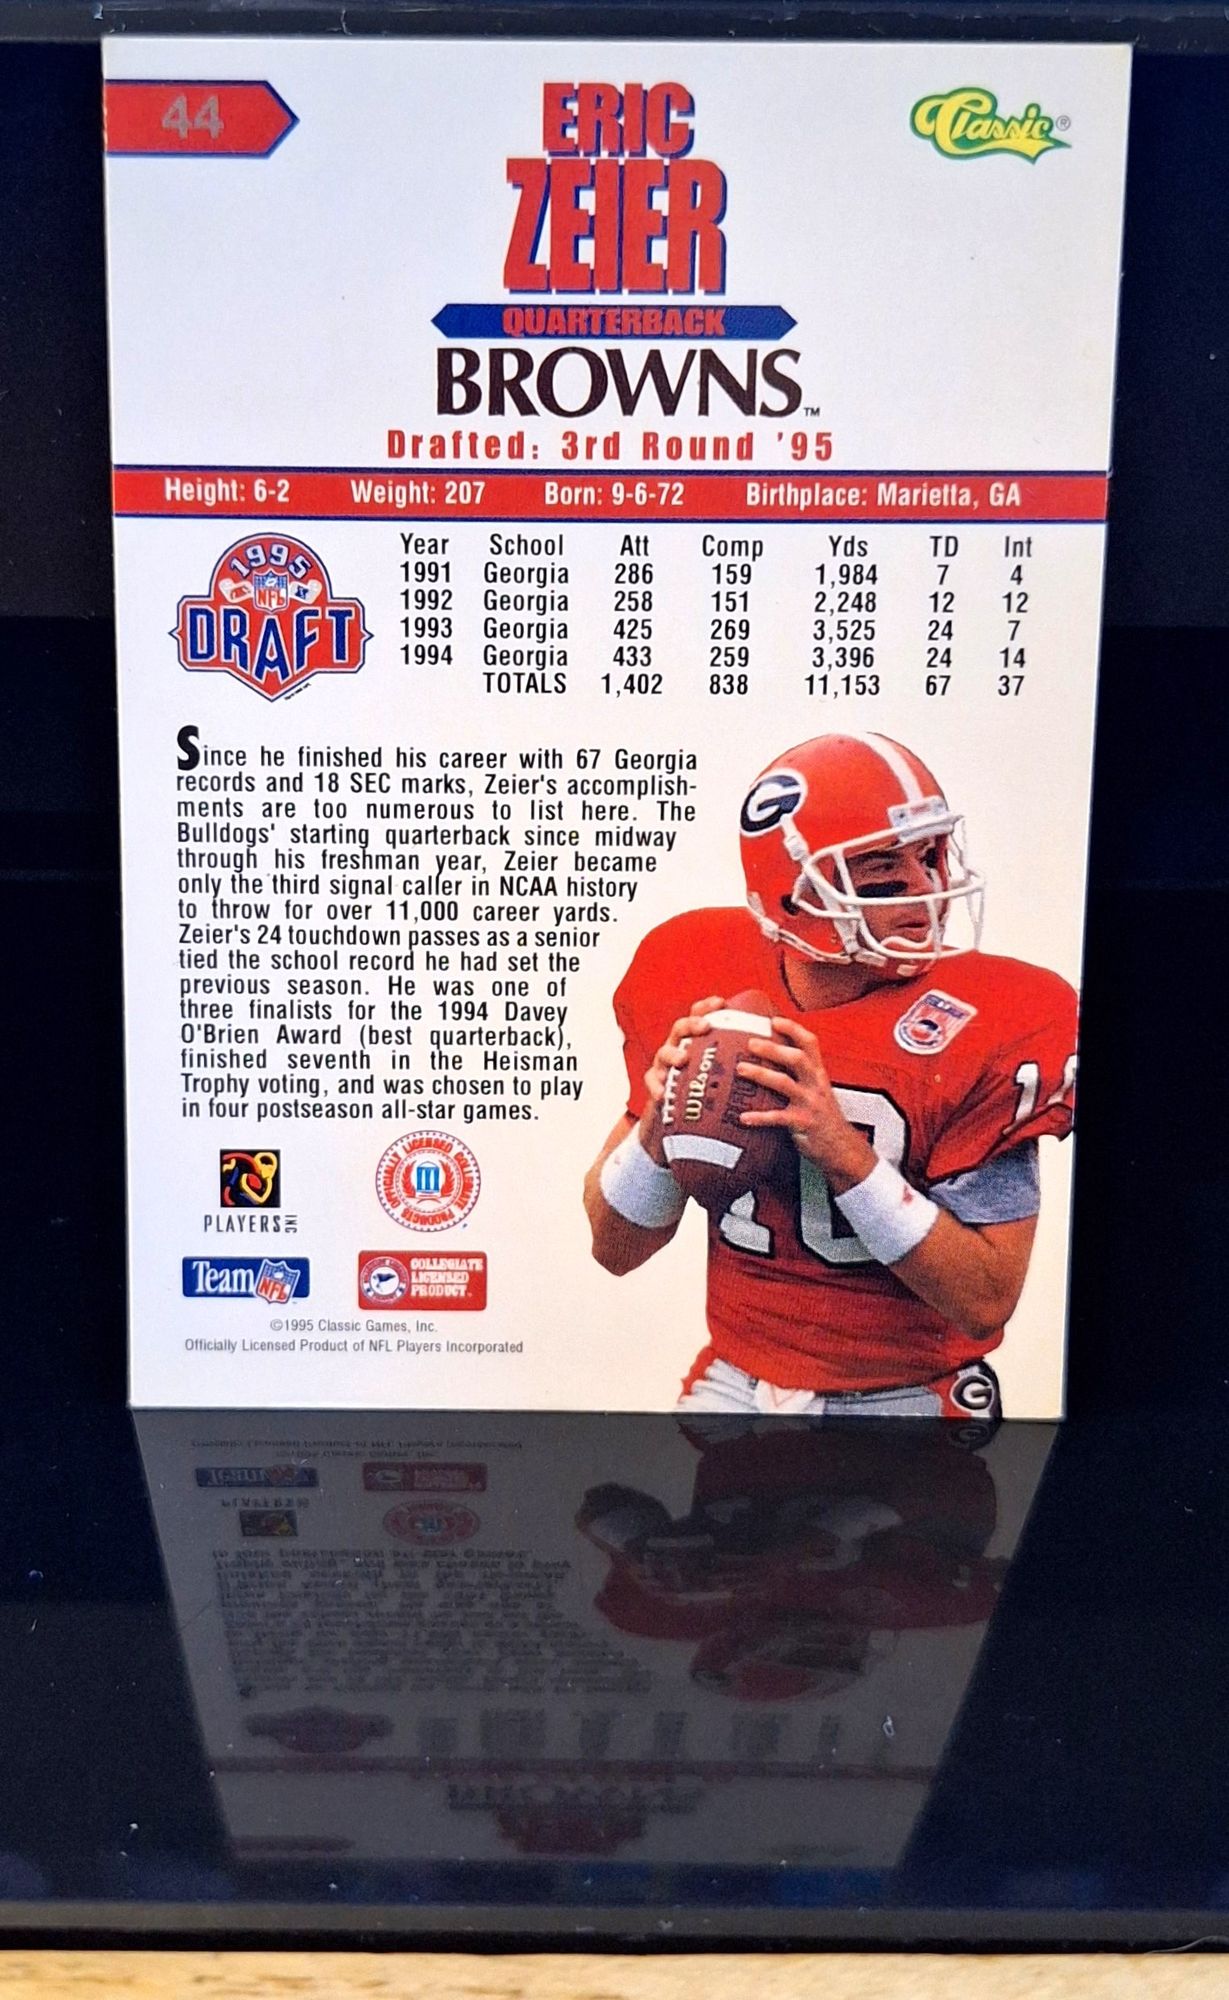 44
Classic®
ERIC
ZEIER
QUARTERBACK
BROWNS™
Drafted: 3rd Round '95
Height: 6-2 Weight: 207 Born: 9-6-72 Birthplace: Marietta, GA
1995
NFL
DRAFT
Year School Att Comp Yds TD Int
1991 Georgia 286 159 1,984 7 4
1992 Georgia 258 151 2,248 12 12
1993 Georgia 425 269 3,525 24 7
1994 Georgia 433 259 3,396 24 14
TOTALS 1,402 838 11,153 67 37
Since he finished his career with 67 Georgia
records and 18 SEC marks, Zeier's accomplish-
ments are too numerous to list here. The
Bulldogs' starting quarterback since midway
through his freshman year, Zeier became
only the third signal caller in NCAA history
to throw for over 11,000 career yards.
Zeier's 24 touchdown passes as a senior
tied the school record he had set the
previous season. He was one of
three finalists for the 1994 Davey
O'Brien Award (best quarterback),
finished seventh in the Heisman
Trophy voting, and was chosen to play
in four postseason all-star games.
G
Wilson
10
1
G
PLAYERS INC
OFFICIALLY LICENSED COLLEGIATE PRODUCTS
Team NFL
COLLEGIATE
LICENSED
PRODUCT
©1995 Classic Games, Inc.
Officially Licensed Product of NFL Players Incorporated